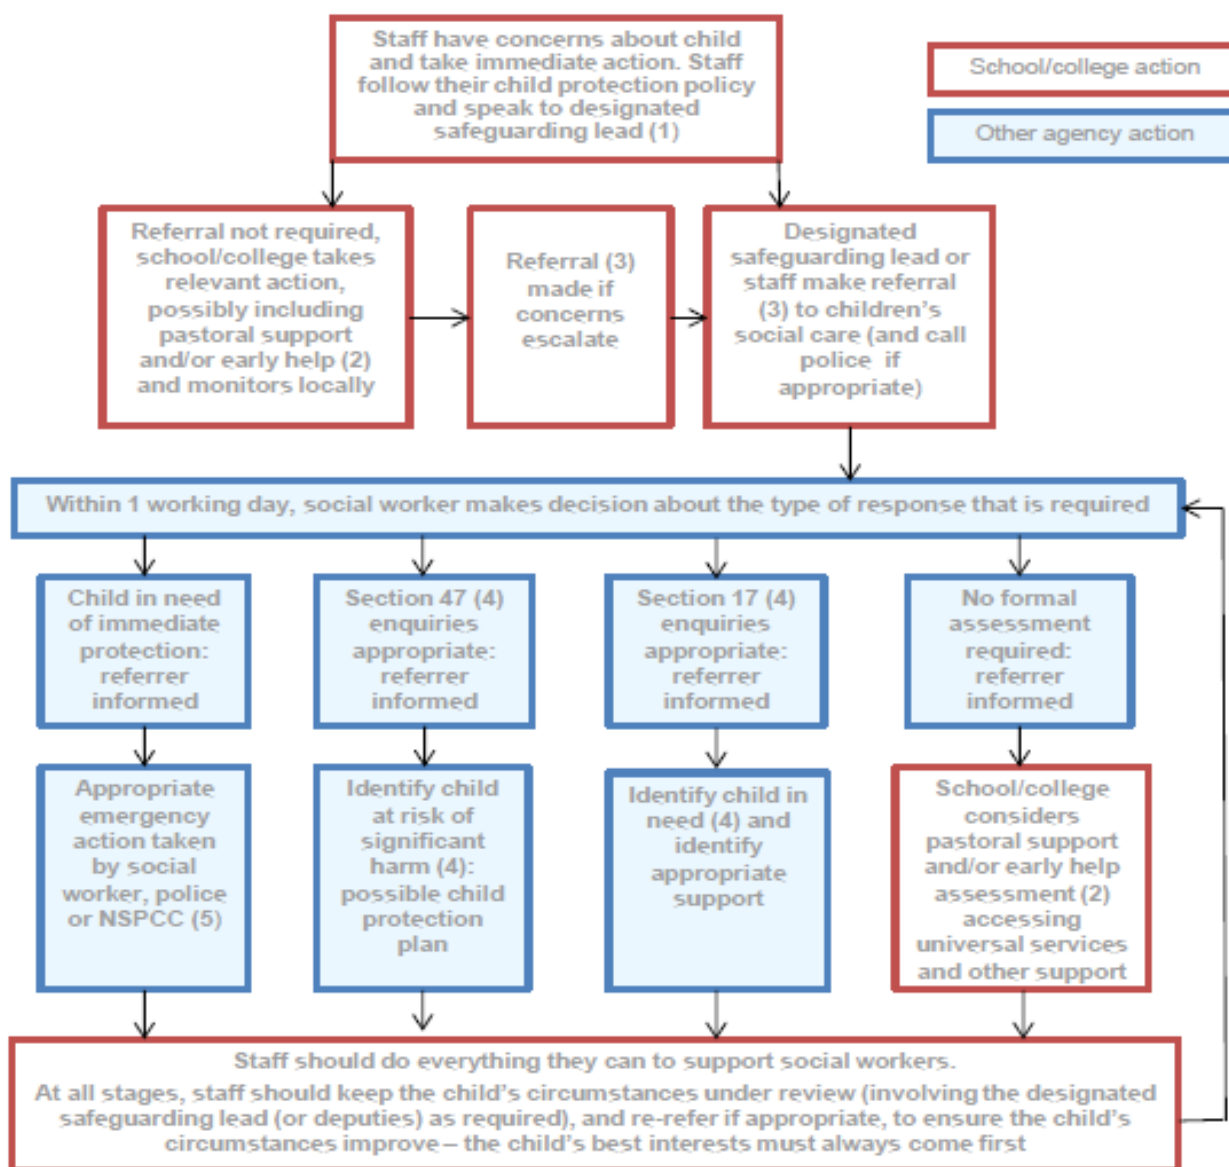 Staff have concerns about child
and take immediate action. Staff
follow their child protection policy
and speak to designated
safeguarding lead (1)
School/college action
Other agency action
Referral not required,
school/college takes
relevant action,
possibly including
pastoral support
and/or early help (2)
and monitors locally
Referral (3)
made if
concerns
escalate
Designated
safeguarding lead or
staff make referral
(3) to children’s
social care (and call
police if
appropriate)
Within 1 working day, social worker makes decision about the type of response that is required
Child in need
of immediate
protection:
referrer
informed
Section 47 (4)
enquiries
appropriate:
referrer
informed
Section 17 (4)
enquiries
appropriate:
referrer
informed
No formal
assessment
required:
referrer
informed
Appropriate
emergency
action taken
by social
worker, police
or NSPCC (5)
Identify child
at risk of
significant
harm (4):
possible child
protection
plan
Identify child in
need (4) and
identify
appropriate
support
School/college
considers
pastoral support
and/or early help
assessment (2)
accessing
universal services
and other support
Staff should do everything they can to support social workers.
At all stages, staff should keep the child’s circumstances under review (involving the designated
safeguarding lead (or deputies) as required), and re-refer if appropriate, to ensure the child’s
circumstances improve – the child’s best interests must always come first